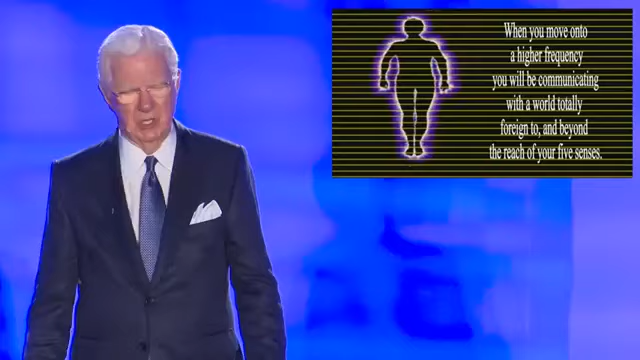 When you move onto
a higher frequency
you will be communicating
with a world totally
foreign to, and beyond
the reach of your five senses.